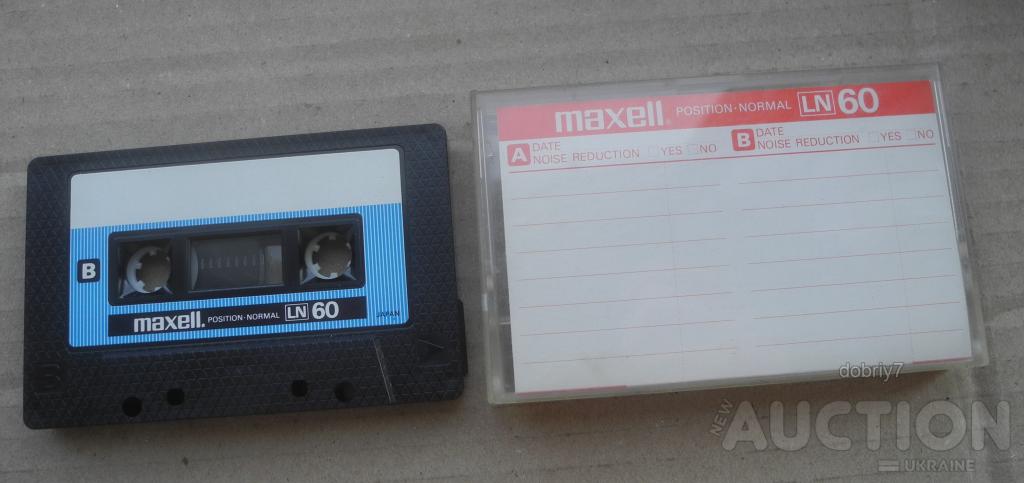 B
maxell. POSITION·NORMAL LN 60
JAPAN
maxell. POSITION·NORMAL LN 60
A DATE
NOISE REDUCTION YES NO
B DATE
NOISE REDUCTION YES NO
dobriy7
NEW AUCTION
UKRAINE